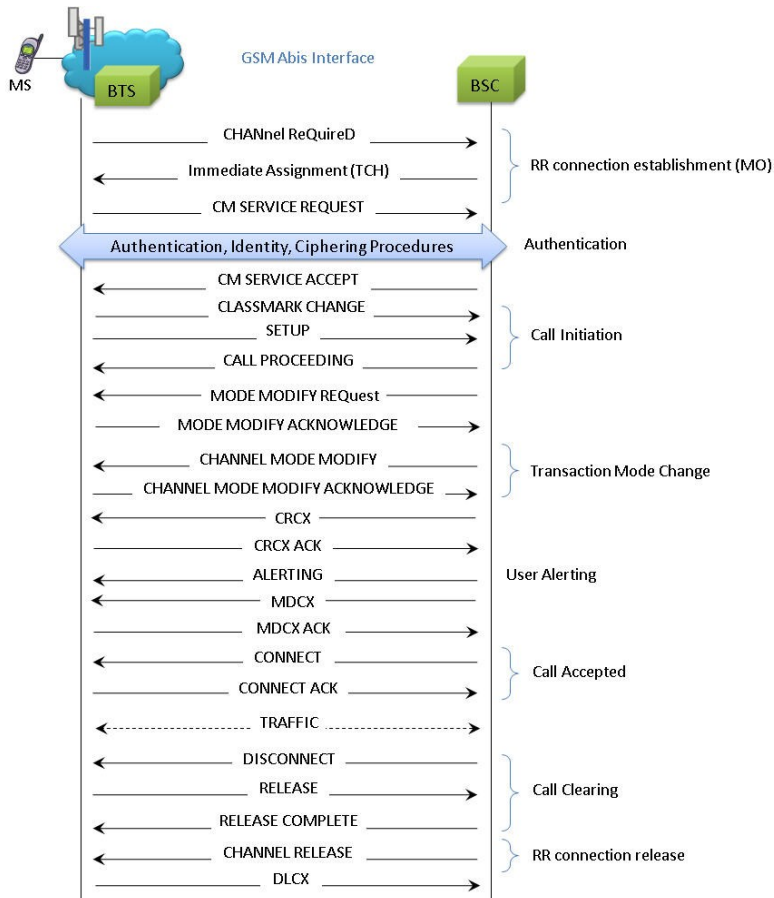 GSM Abis Interface
MS
BTS
BSC
CHANnel ReQuireD
Immediate Assignment (TCH)
RR connection establishment (MO)
CM SERVICE REQUEST
Authentication, Identity, Ciphering Procedures
Authentication
CM SERVICE ACCEPT
CLASSMARK CHANGE
SETUP
Call Initiation
CALL PROCEEDING
MODE MODIFY REQuest
MODE MODIFY ACKNOWLEDGE
CHANNEL MODE MODIFY
Transaction Mode Change
CHANNEL MODE MODIFY ACKNOWLEDGE
CRCX
CRCX ACK
ALERTING
User Alerting
MDCX
MDCX ACK
CONNECT
Call Accepted
CONNECT ACK
TRAFFIC
DISCONNECT
RELEASE
Call Clearing
RELEASE COMPLETE
CHANNEL RELEASE
RR connection release
DLCX